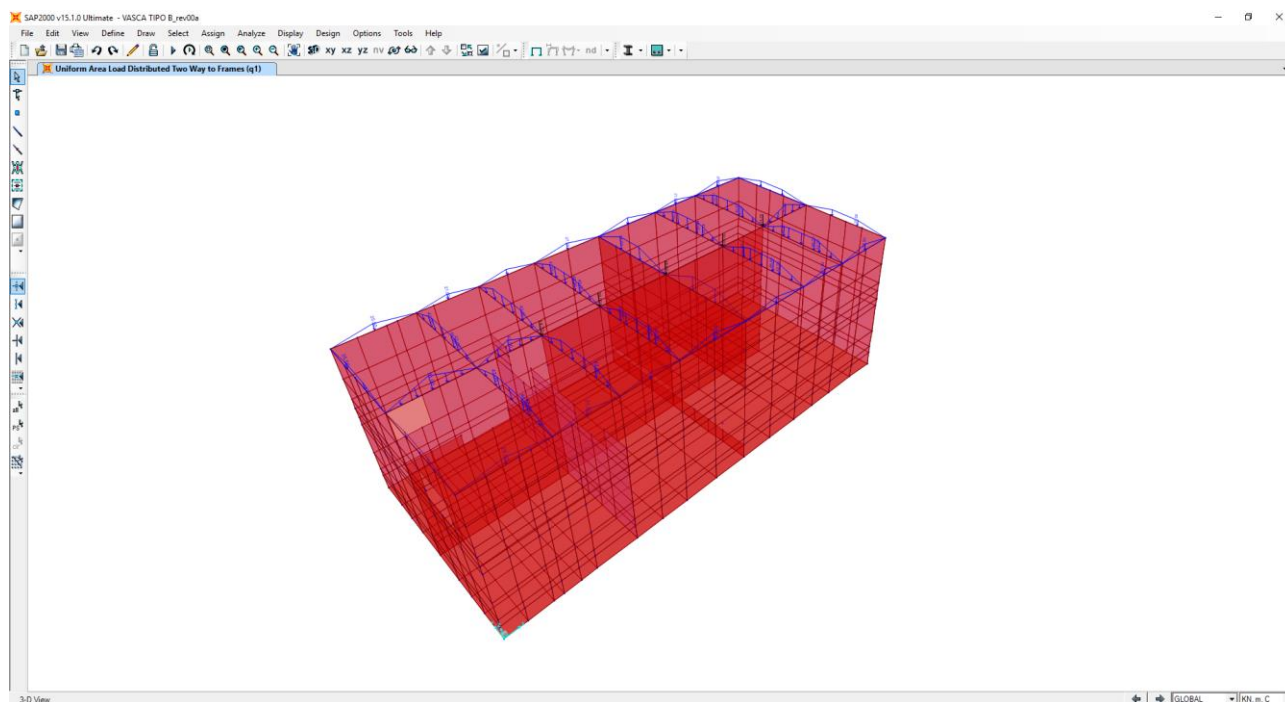 SAP2000 v15.1.0 Ultimate - VASCA TIPO B_rev00a
File Edit View Define Draw Select Assign Analyze Display Design Options Tools Help
xy xz yz nv nd
Uniform Area Load Distributed Two Way to Frames (q1)
3-D View
GLOBAL
KN, m, C